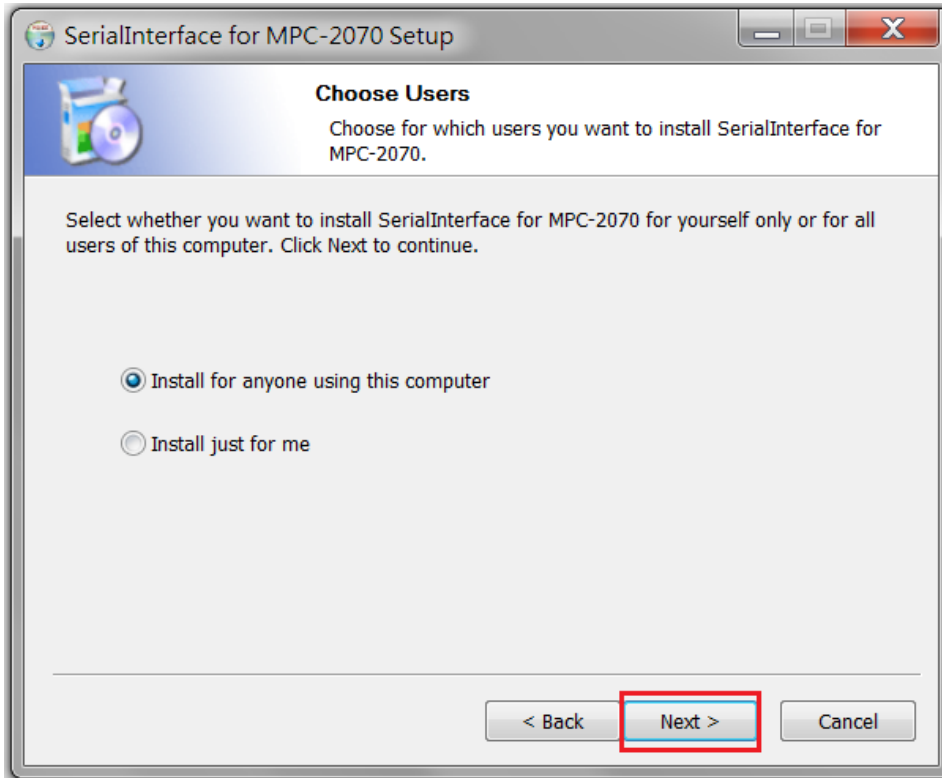 SerialInterface for MPC-2070 Setup
Choose Users
Choose for which users you want to install SerialInterface for
MPC-2070.
Select whether you want to install SerialInterface for MPC-2070 for yourself only or for all
users of this computer. Click Next to continue.
Install for anyone using this computer
Install just for me
< Back Next > Cancel